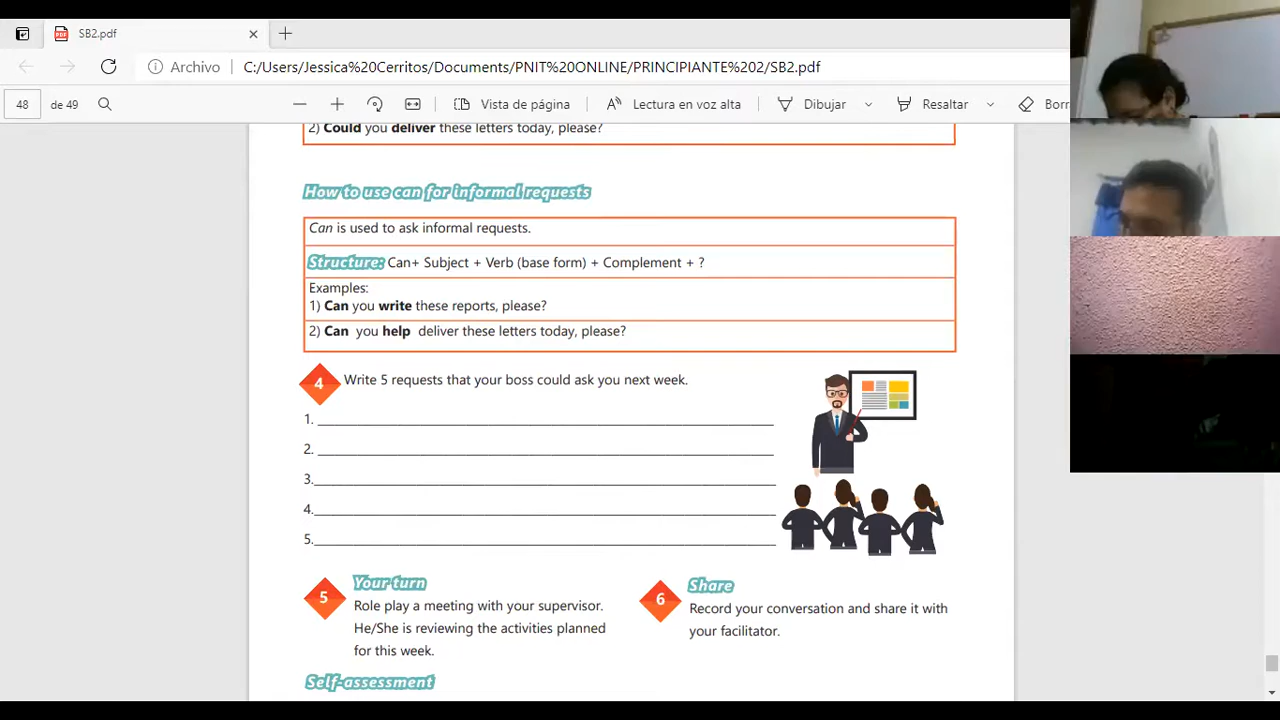 SB2.pdf
Archivo C:/Users/Jessica%20Cerritos/Documents/PNIT%20ONLINE/PRINCIPIANTE%202/SB2.pdf
48 de 49 Vista de página Lectura en voz alta Dibujar Resaltar Borr
2) Could you deliver these letters today, please?
How to use can for informal requests
Can is used to ask informal requests.
Structure: Can+ Subject + Verb (base form) + Complement + ?
Examples:
1) Can you write these reports, please?
2) Can you help deliver these letters today, please?
4 Write 5 requests that your boss could ask you next week.
1.
2.
3.
4.
5.
5 Your turn
Role play a meeting with your supervisor.
He/She is reviewing the activities planned
for this week.
6 Share
Record your conversation and share it with
your facilitator.
Self-assessment